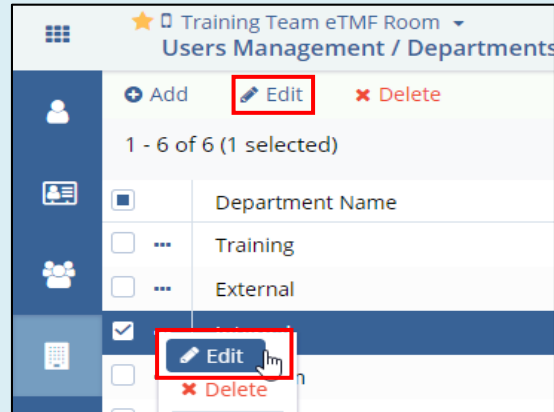 Training Team eTMF Room
Users Management / Departments
Add Edit Delete
1 - 6 of 6 (1 selected)
Department Name
Training
External
Edit
Delete